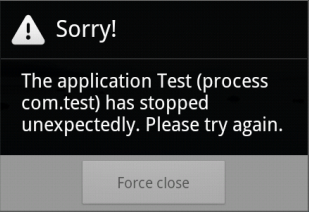 Sorry!
The application Test (process
com.test) has stopped
unexpectedly. Please try again.
Force close